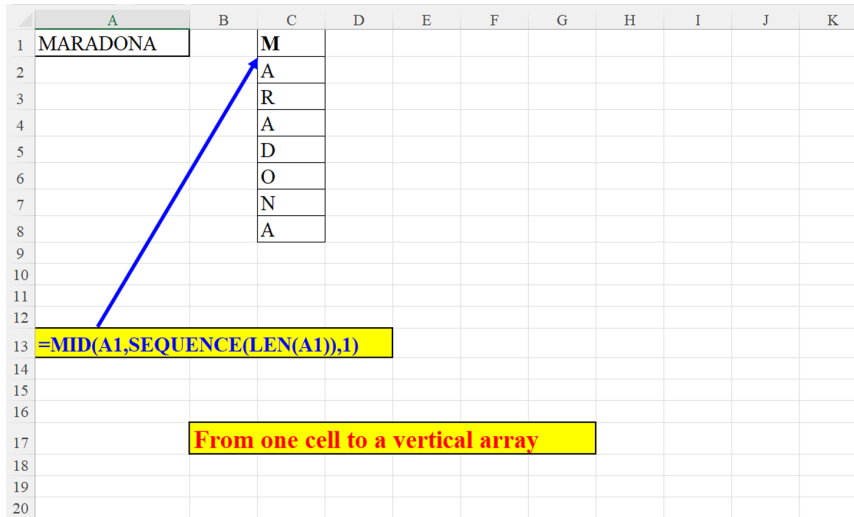 A B C D E F G H I J K
1 MARADONA M
2 A
3 R
4 A
5 D
6 O
7 N
8 A
9
10
11
12
13 =MID(A1,SEQUENCE(LEN(A1)),1)
14
15
16
17 From one cell to a vertical array
18
19
20